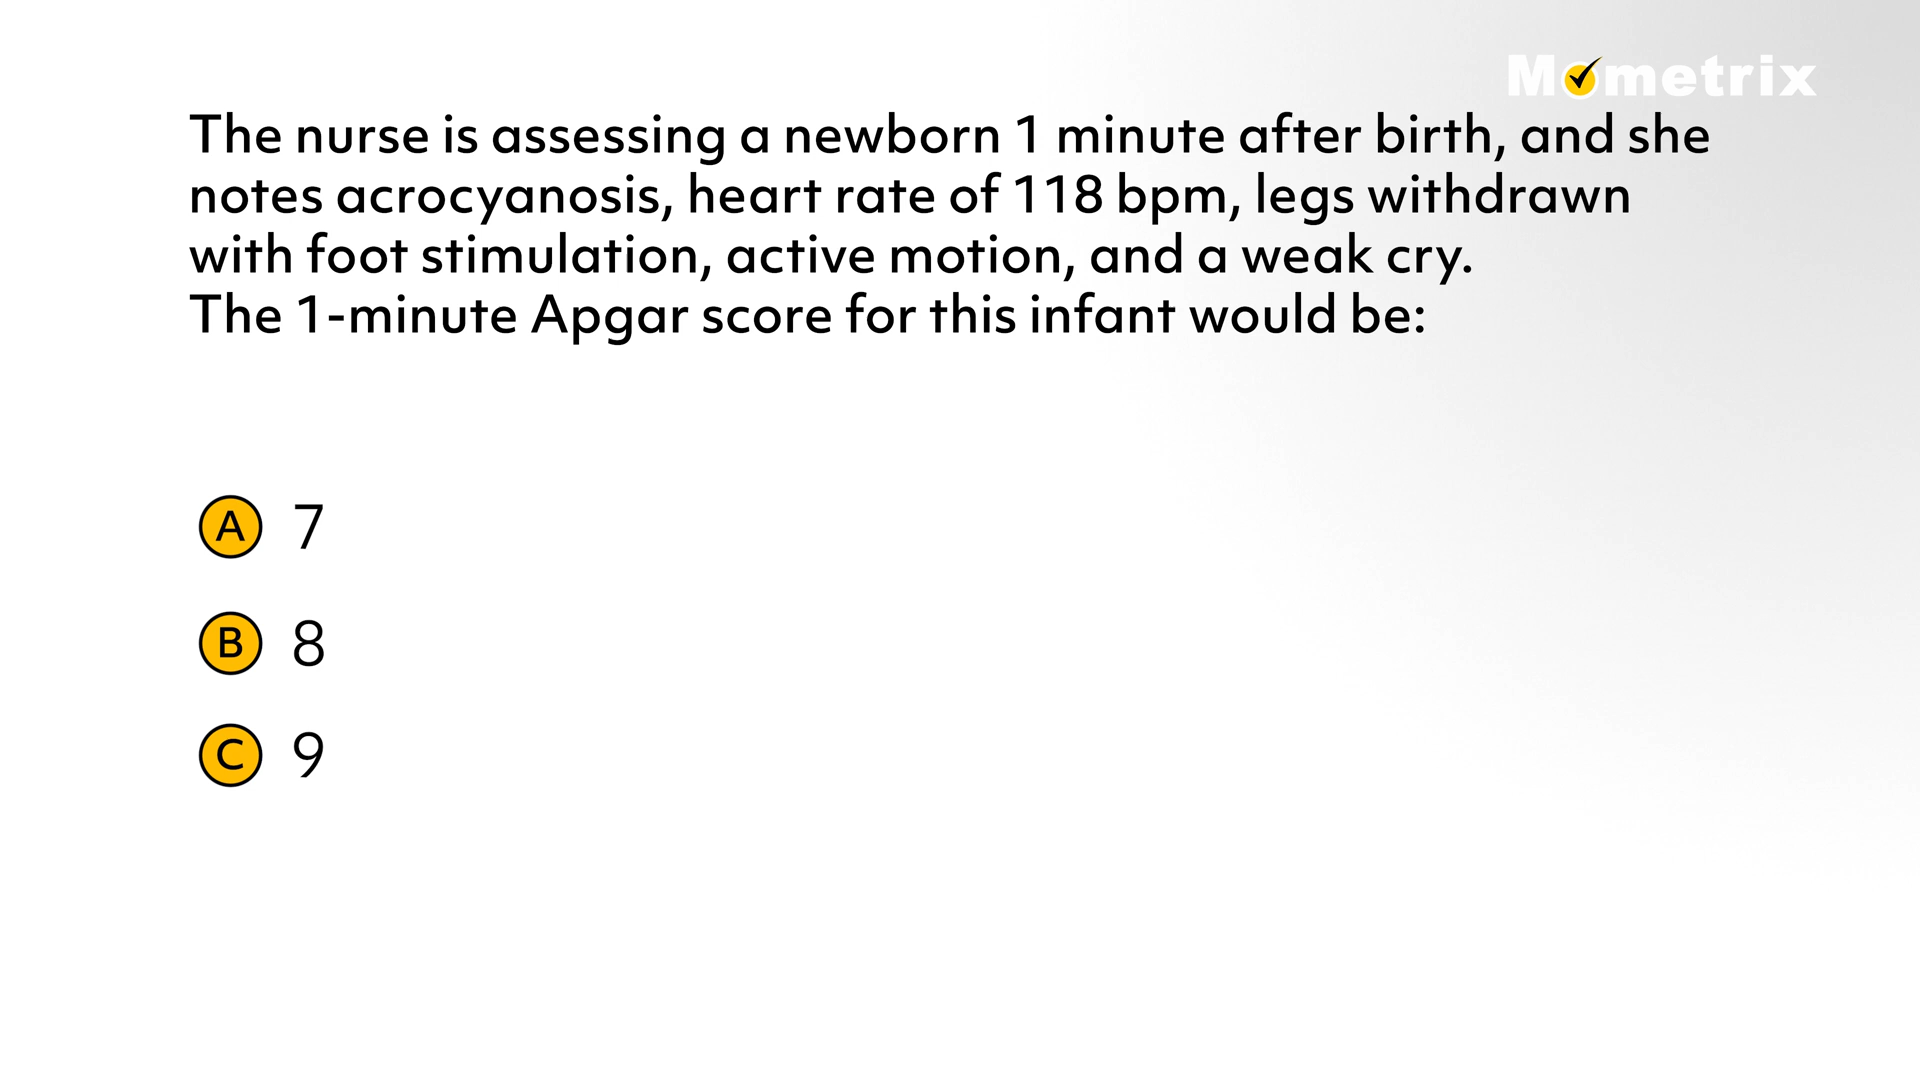 Mometrix
The nurse is assessing a newborn 1 minute after birth, and she
notes acrocyanosis, heart rate of 118 bpm, legs withdrawn
with foot stimulation, active motion, and a weak cry.
The 1-minute Apgar score for this infant would be:
A 7
B 8
C 9